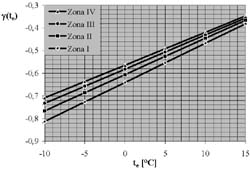 γ(te)
-0,3
-0,4
-0,5
-0,6
-0,7
-0,8
-0,9
Zona IV
Zona III
Zona II
Zona I
-10 -5 0 5 10 15
te [ºC]